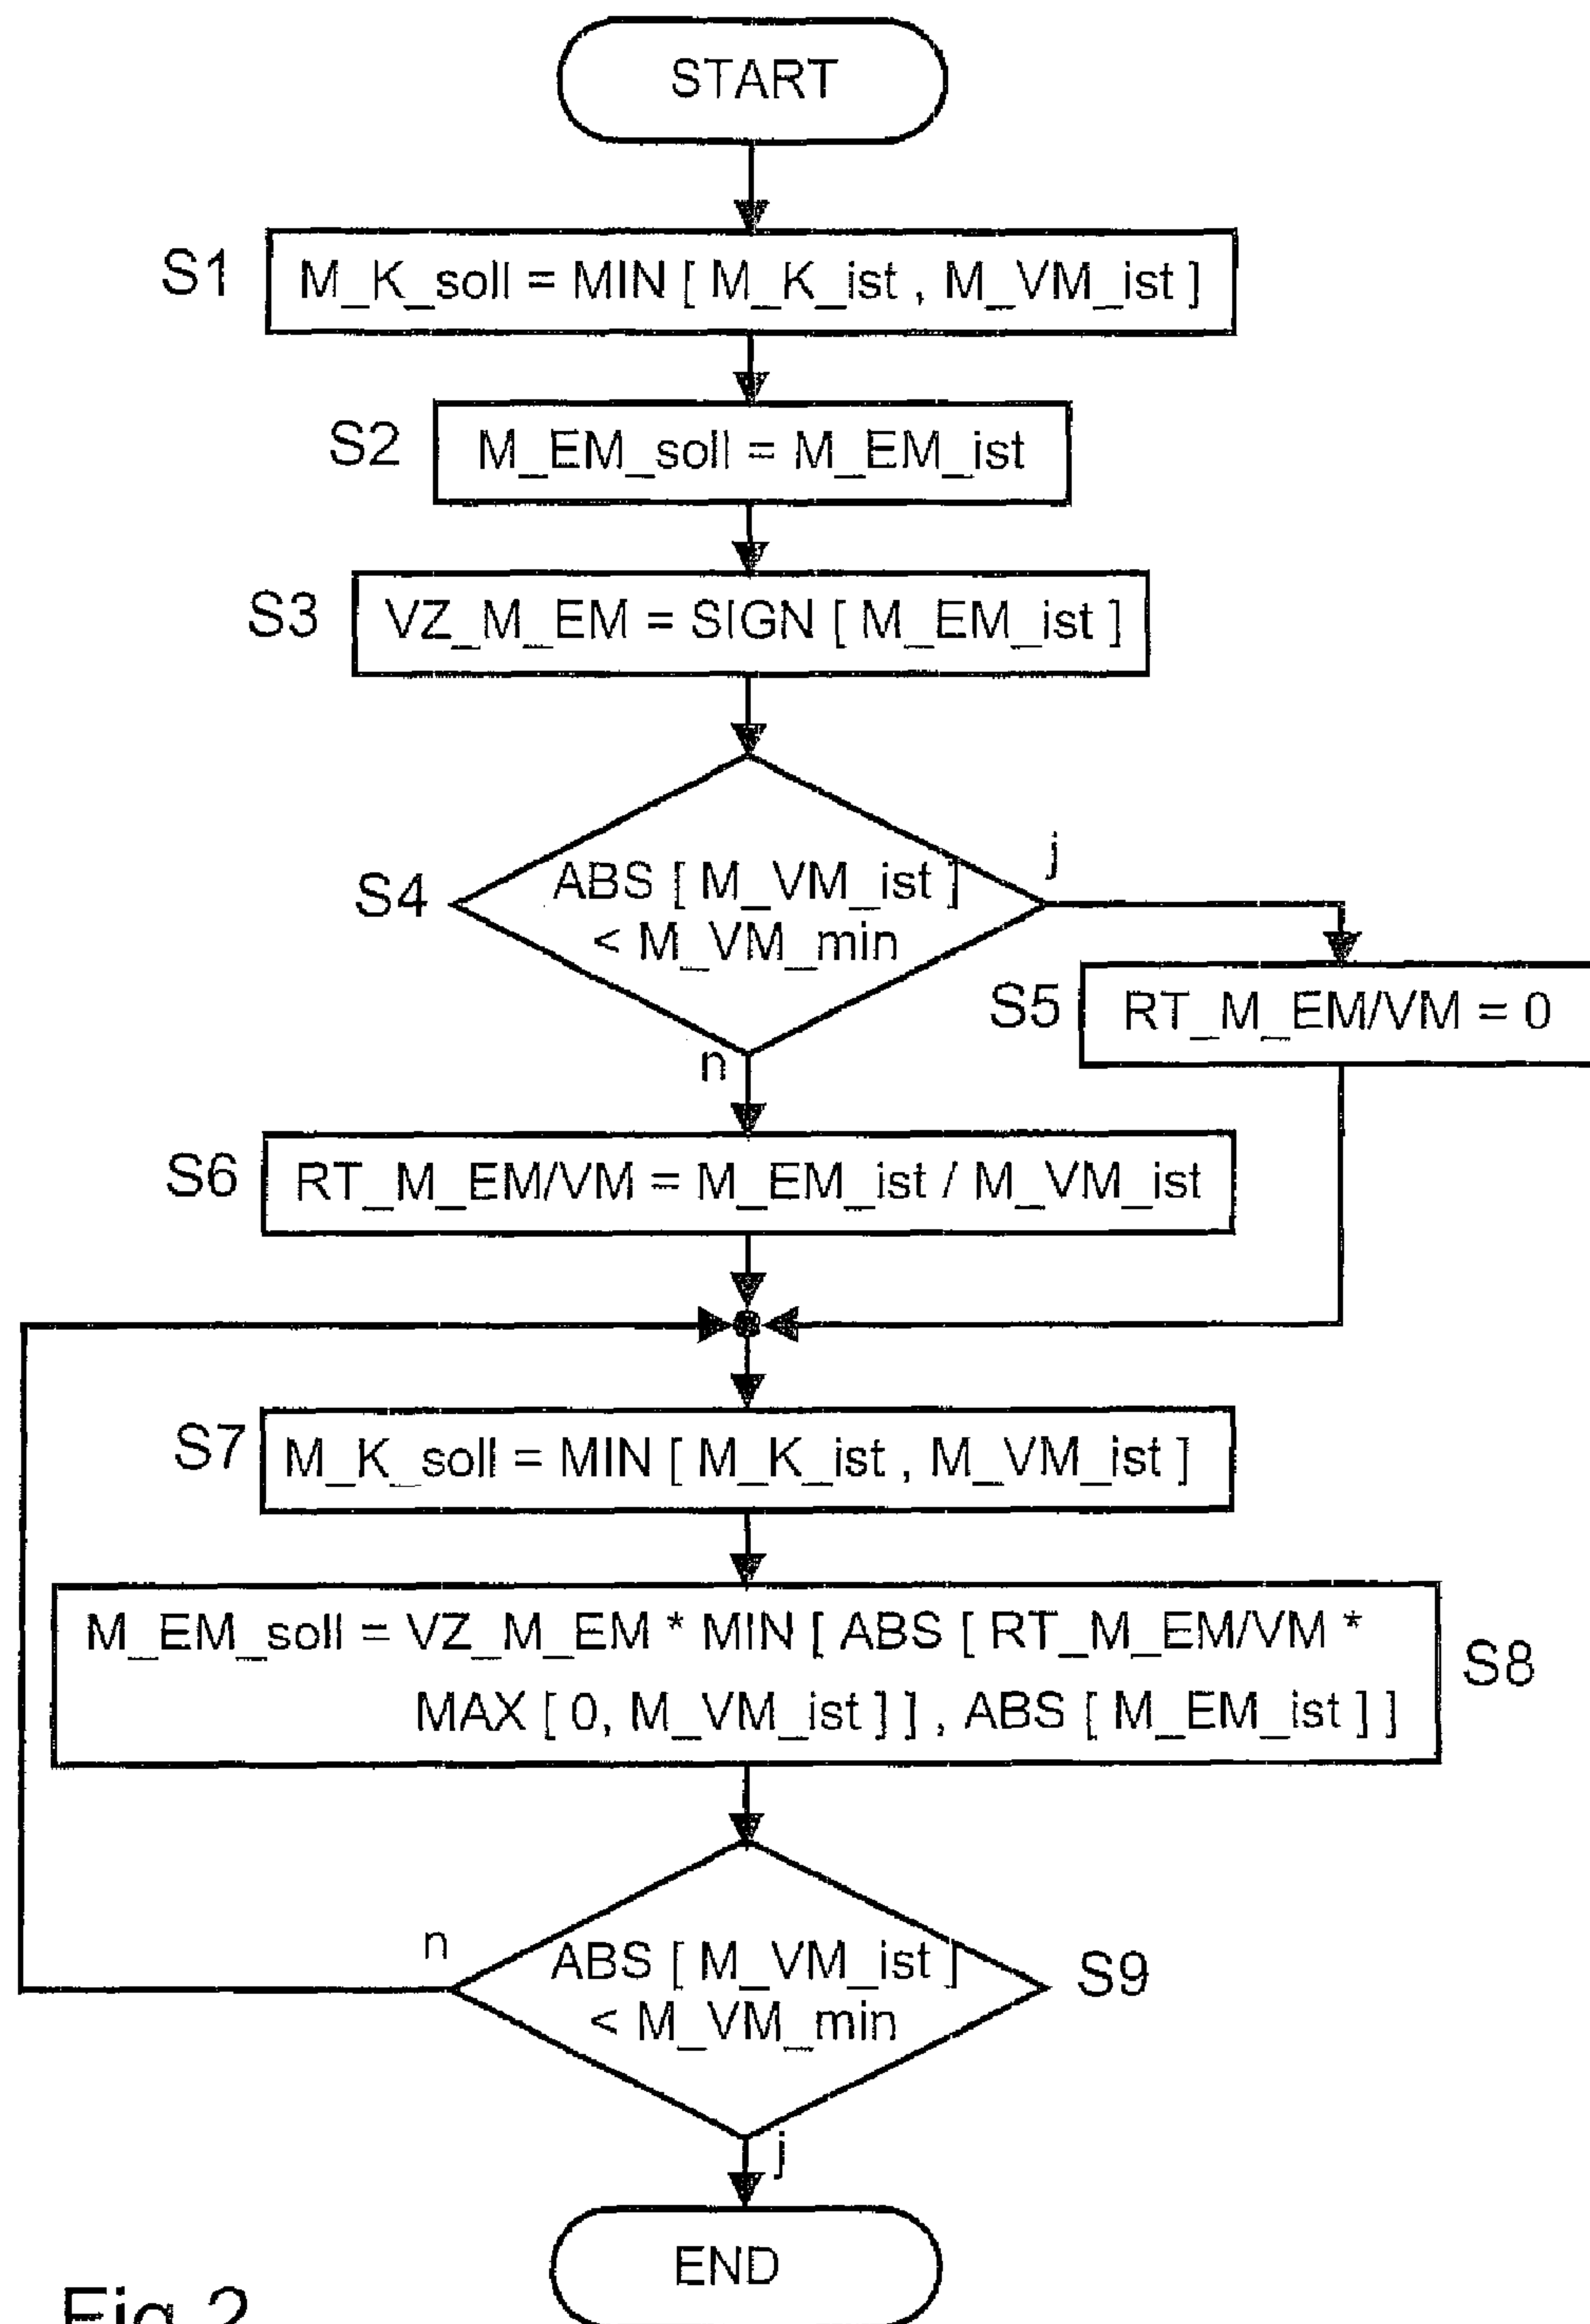 START
S1
M_K_soll = MIN [ M_K_ist , M_VM_ist ]
S2
M_EM_soll = M_EM_ist
S3
VZ_M_EM = SIGN [ M_EM_ist ]
S4
ABS [ M_VM_ist ]
< M_VM_min
j
n
S5
RT_M_EM/VM = 0
S6
RT_M_EM/VM = M_EM_ist / M_VM_ist
S7
M_K_soll = MIN [ M_K_ist , M_VM_ist ]
M_EM_soll = VZ_M_EM * MIN [ ABS [ RT_M_EM/VM *
MAX [ 0, M_VM_ist ] ] , ABS [ M_EM_ist ] ]
S8
n
ABS [ M_VM_ist ]
< M_VM_min
S9
j
END
Fig.2